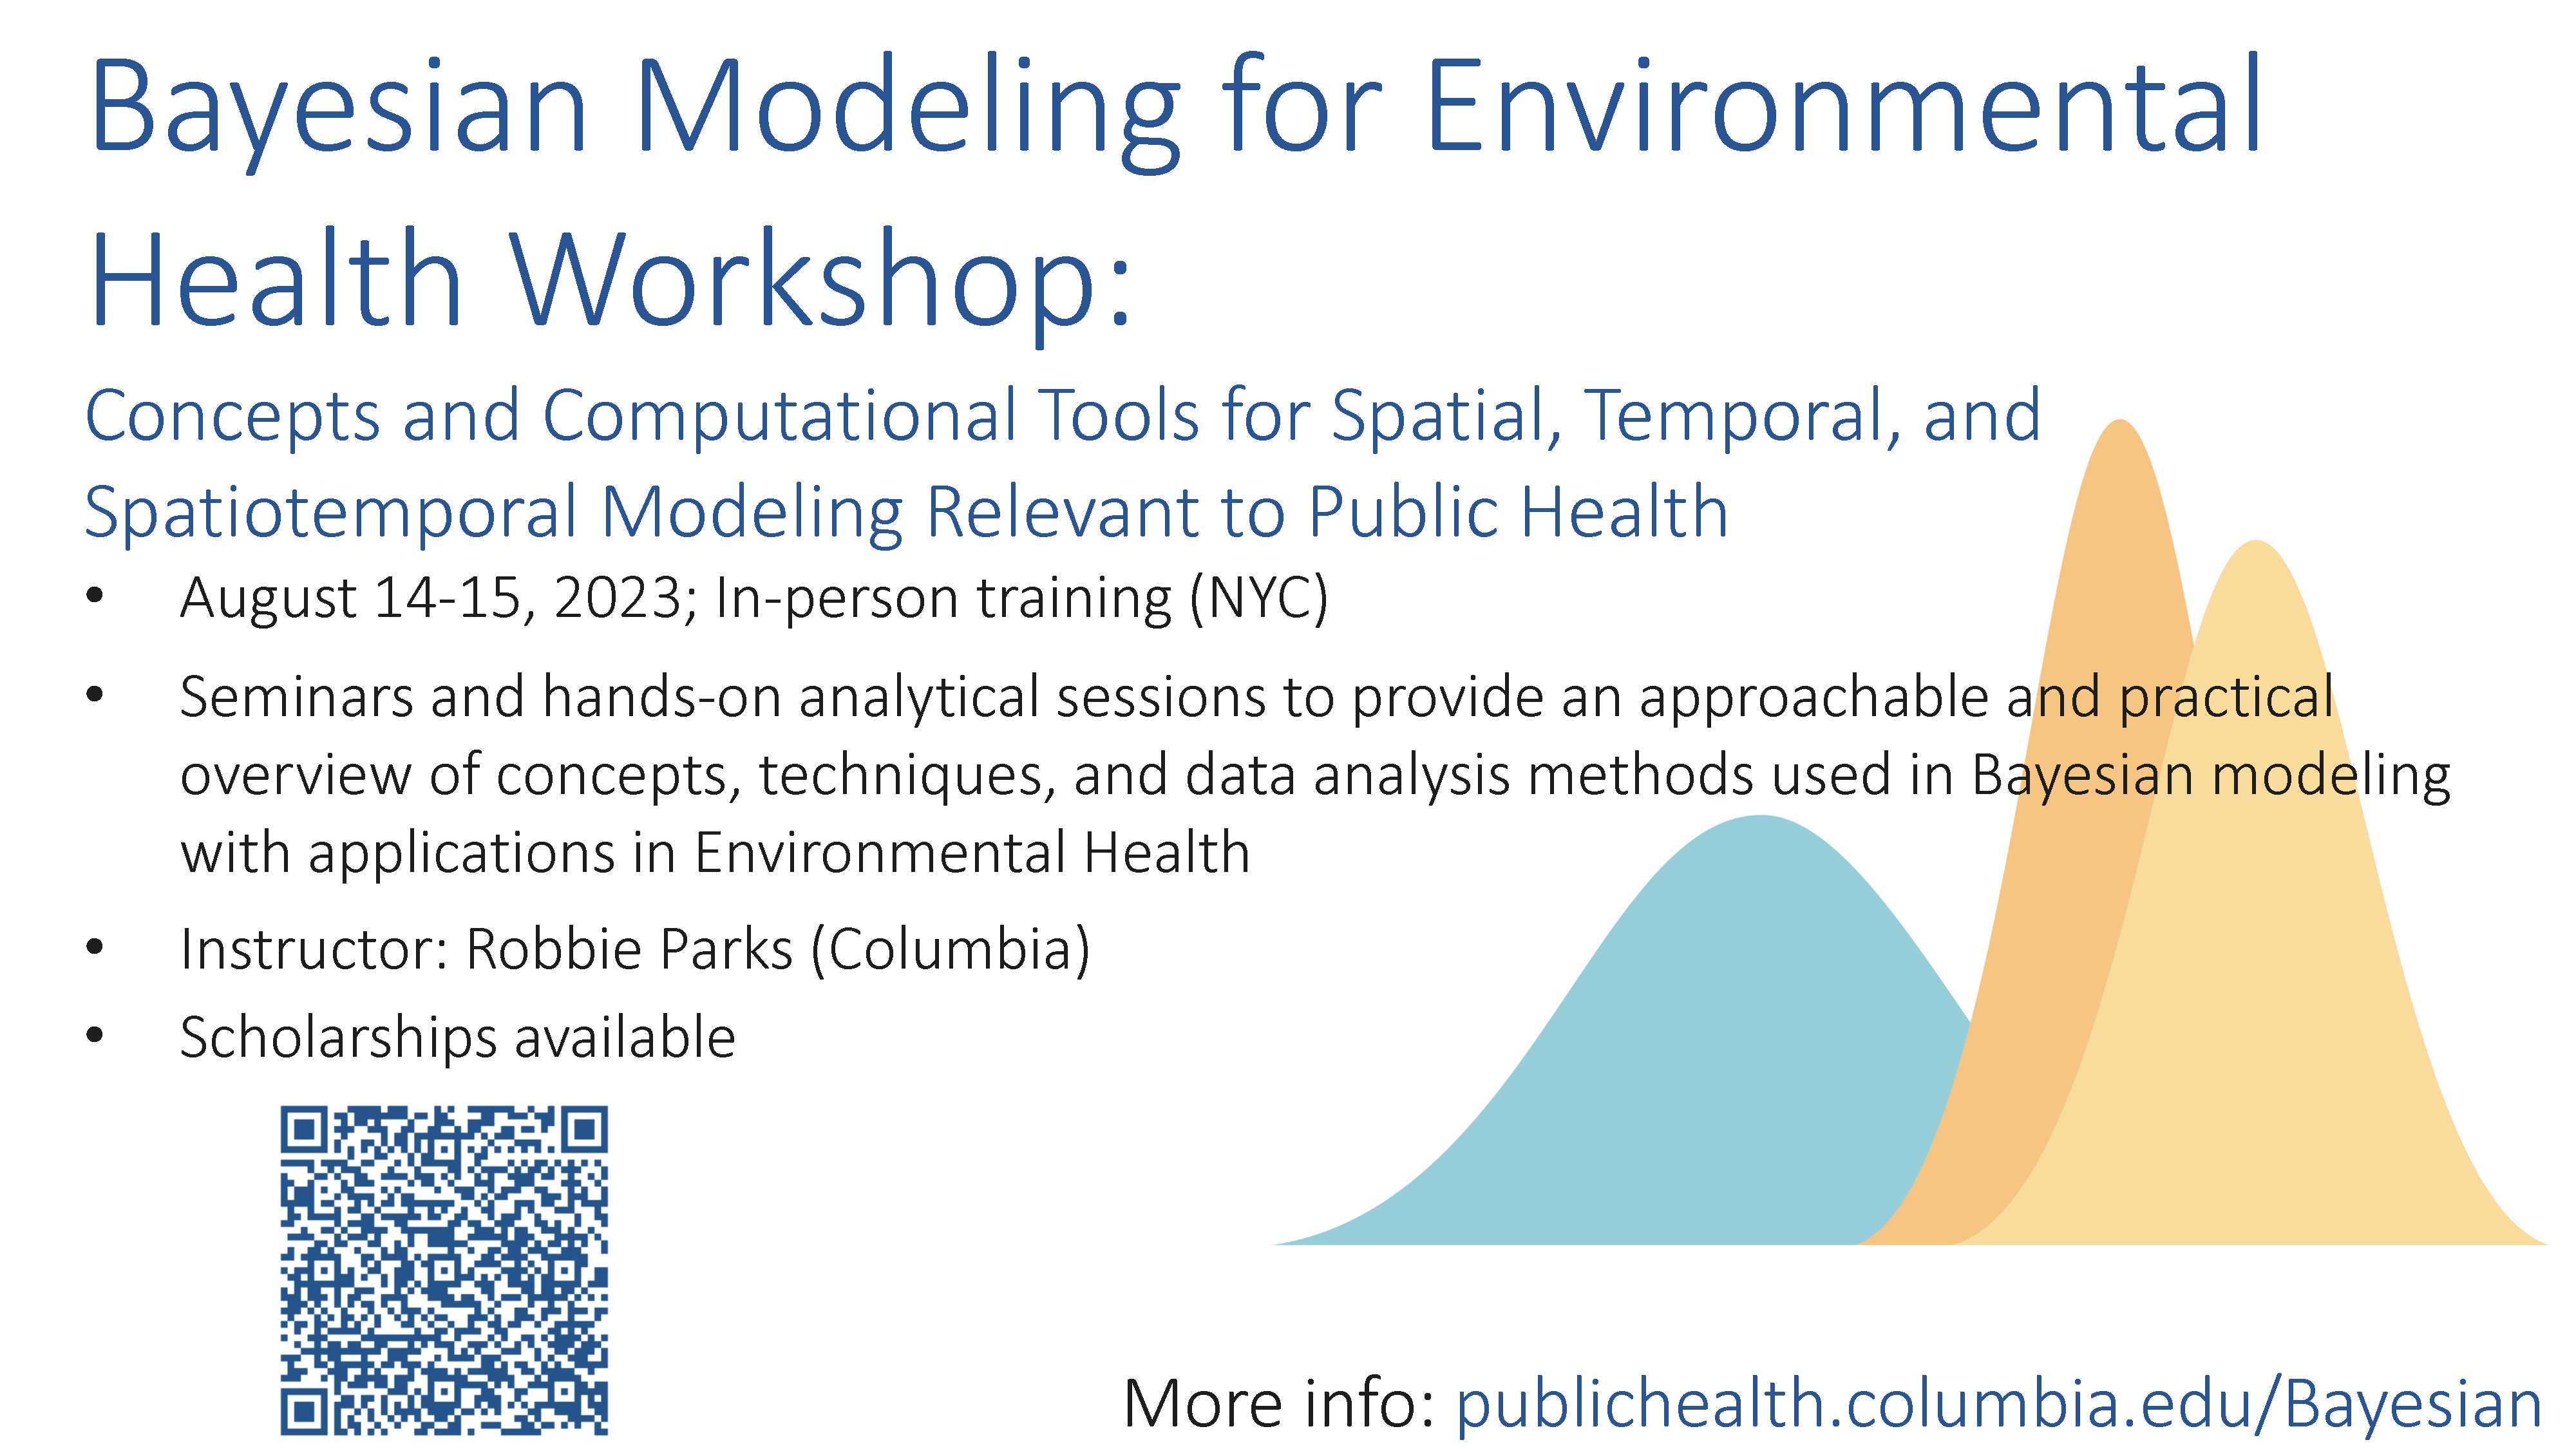 Bayesian Modeling for Environmental
Health Workshop:
Concepts and Computational Tools for Spatial, Temporal, and
Spatiotemporal Modeling Relevant to Public Health
• August 14-15, 2023; In-person training (NYC)
• Seminars and hands-on analytical sessions to provide an approachable and practical
overview of concepts, techniques, and data analysis methods used in Bayesian modeling
with applications in Environmental Health
• Instructor: Robbie Parks (Columbia)
• Scholarships available
More info: publichealth.columbia.edu/Bayesian